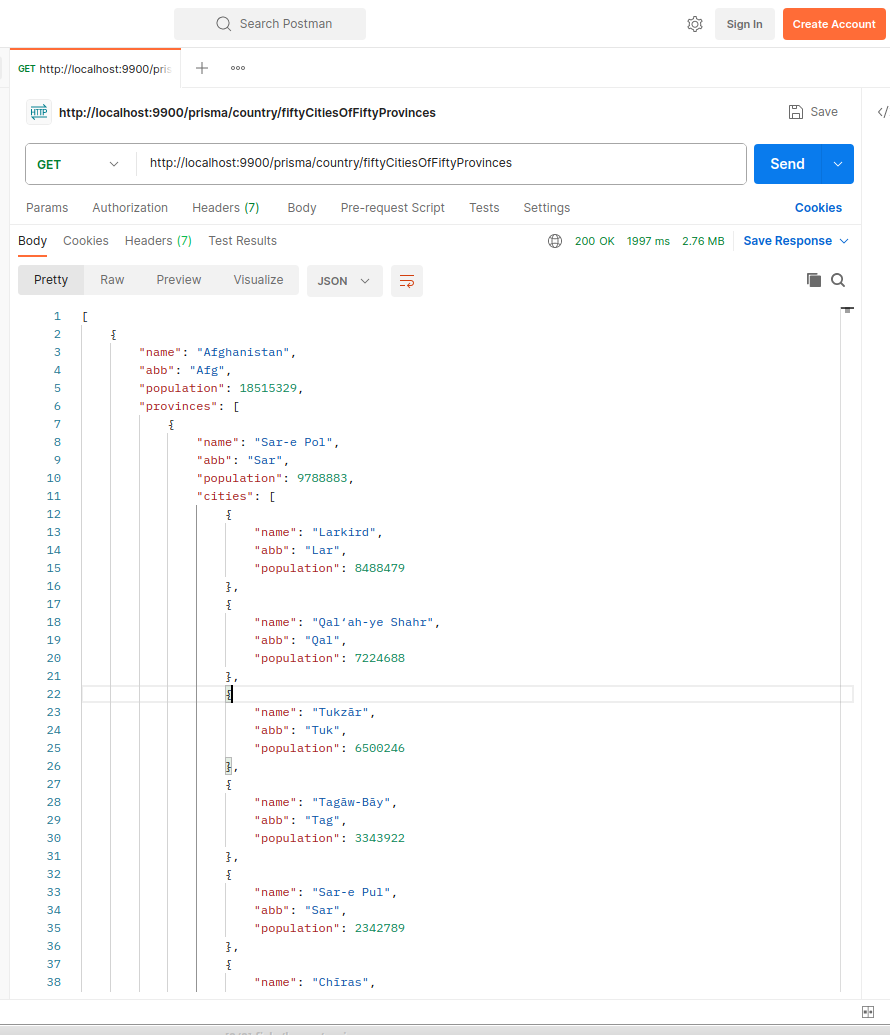 Search Postman
Sign In
Create Account
GET http://localhost:9900/pris
http://localhost:9900/prisma/country/fiftyCitiesOfFiftyProvinces
Save
HTTP
GET
http://localhost:9900/prisma/country/fiftyCitiesOfFiftyProvinces
Send
Params Authorization Headers (7) Body Pre-request Script Tests Settings Cookies
Body Cookies Headers (7) Test Results 200 OK 1997 ms 2.76 MB Save Response
Pretty Raw Preview Visualize JSON
1 [
2 {
3 "name": "Afghanistan",
4 "abb": "Afg",
5 "population": 18515329,
6 "provinces": [
7 {
8 "name": "Sar-e Pol",
9 "abb": "Sar",
10 "population": 9788883,
11 "cities": [
12 {
13 "name": "Larkird",
14 "abb": "Lar",
15 "population": 8488479
16 },
17 {
18 "name": "Qal‘ah-ye Shahr",
19 "abb": "Qal",
20 "population": 7224688
21 },
22 {
23 "name": "Tukzār",
24 "abb": "Tuk",
25 "population": 6500246
26 },
27 {
28 "name": "Tagāw-Bāy",
29 "abb": "Tag",
30 "population": 3343922
31 },
32 {
33 "name": "Sar-e Pul",
34 "abb": "Sar",
35 "population": 2342789
36 },
37 {
38 "name": "Chīras",